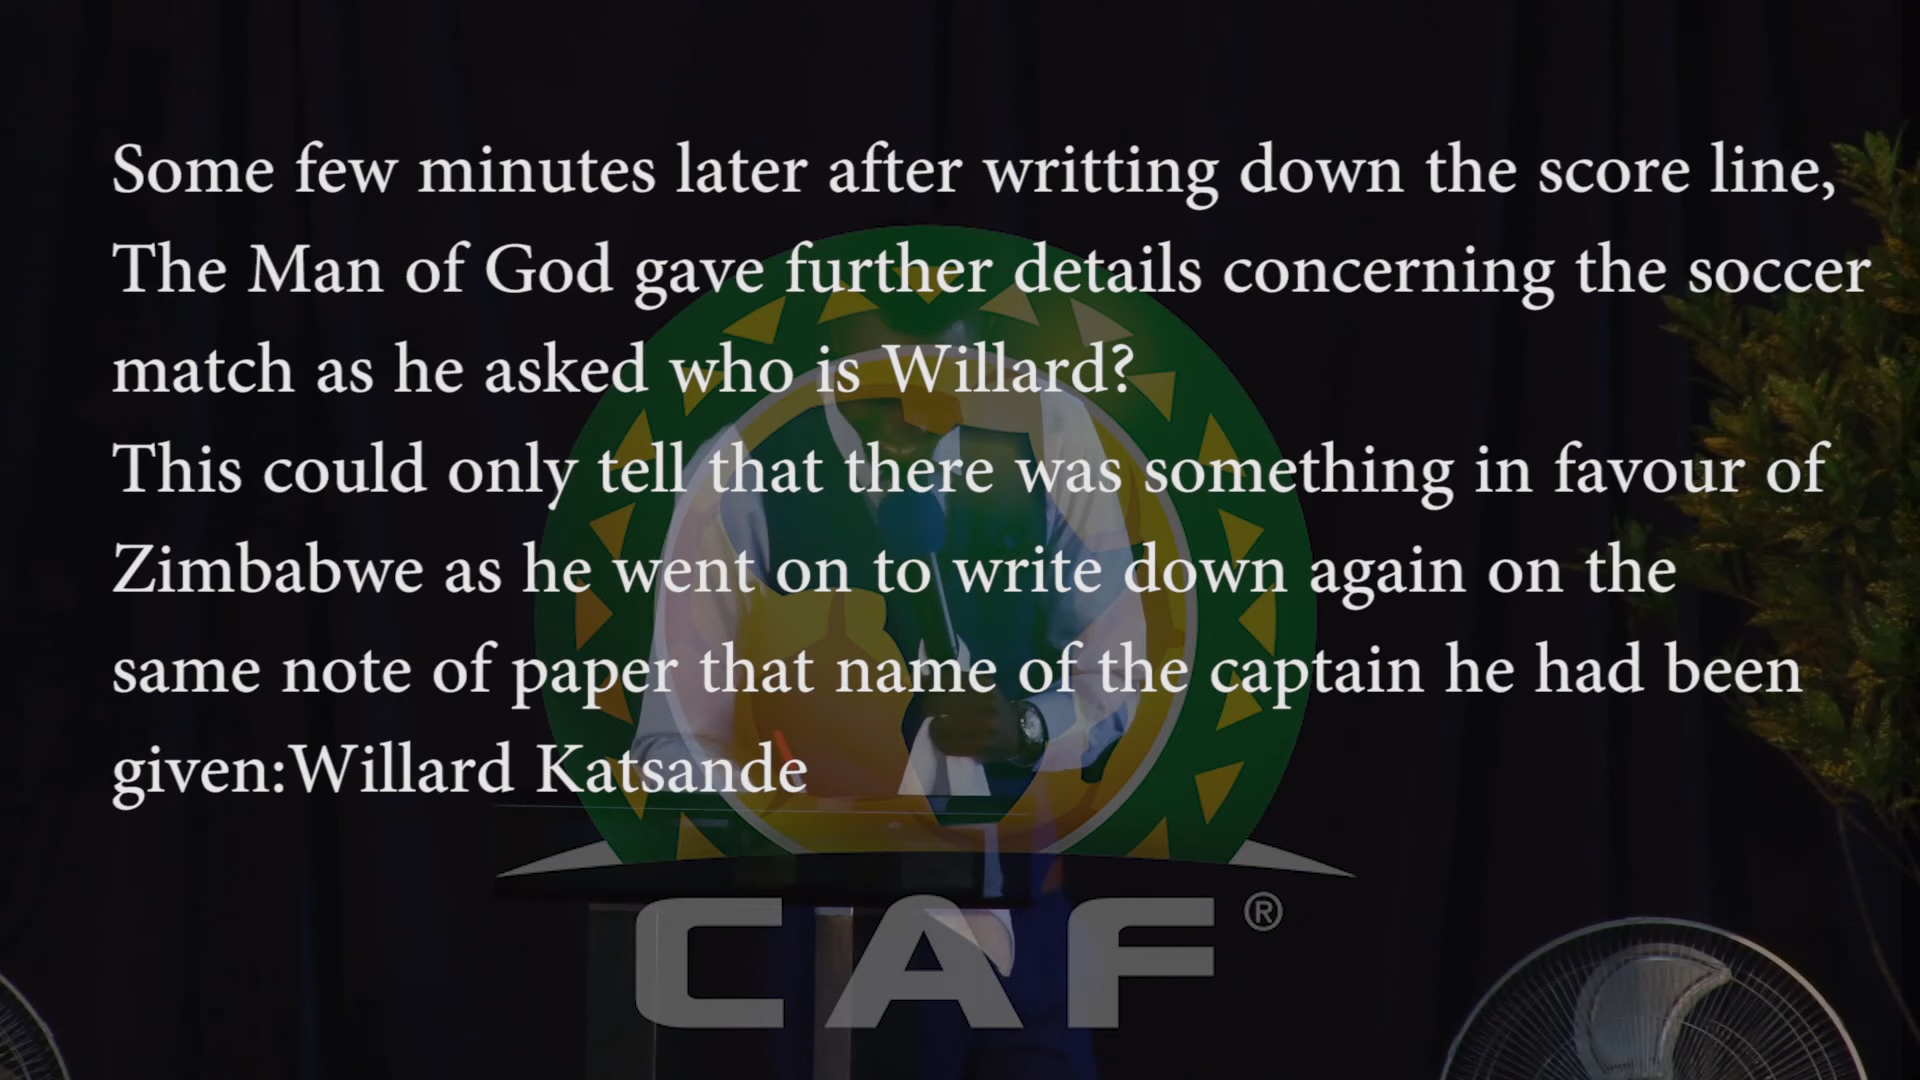 Some few minutes later after writting down the score line,
The Man of God gave further details concerning the soccer
match as he asked who is Willard?
This could only tell that there was something in favour of
Zimbabwe as he went on to write down again on the
same note of paper that name of the captain he had been
given:Willard Katsande
CAF®